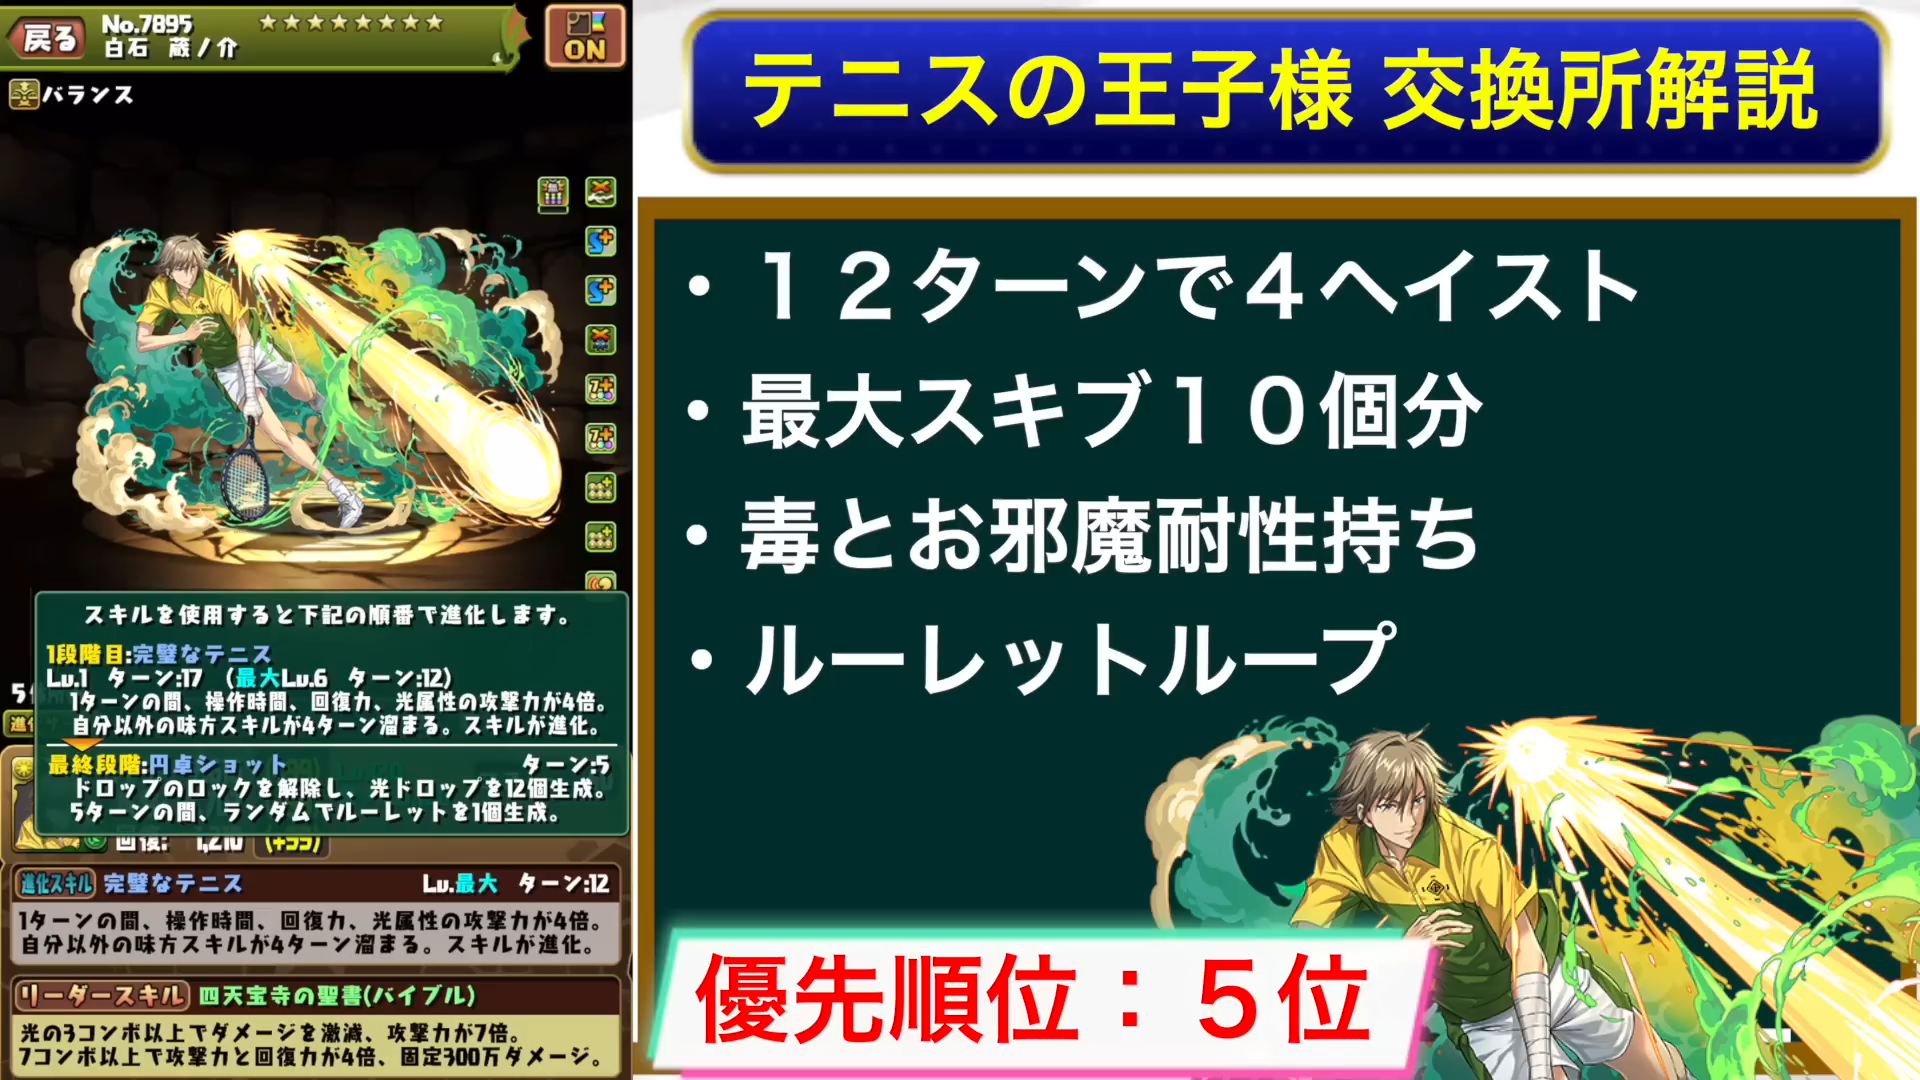 戻る
No.7895
白石 蔵ノ介
★★★★★★★★
ON
バランス
スキルを使用すると下記の順番で進化します。
1段階目:完璧なテニス
Lv.1 ターン:17 (最大Lv.6 ターン:12)
1ターンの間、操作時間、回復力、光属性の攻撃力が4倍。
自分以外の味方スキルが4ターン溜まる。スキルが進化。
最終段階:円卓ショット ターン:5
ドロップのロックを解除し、光ドロップを12個生成。
5ターンの間、ランダムでルーレットを1個生成。
回復: 1,210 (+99)
進化スキル 完璧なテニス Lv.最大 ターン:12
1ターンの間、操作時間、回復力、光属性の攻撃力が4倍。
自分以外の味方スキルが4ターン溜まる。スキルが進化。
リーダースキル 四天宝寺の聖書(バイブル)
光の3コンボ以上でダメージを激減、攻撃力が7倍。
7コンボ以上で攻撃力と回復力が4倍、固定300万ダメージ。
テニスの王子様 交換所解説
・１２ターンで４ヘイスト
・最大スキブ１０個分
・毒とお邪魔耐性持ち
・ルーレットループ
優先順位：５位